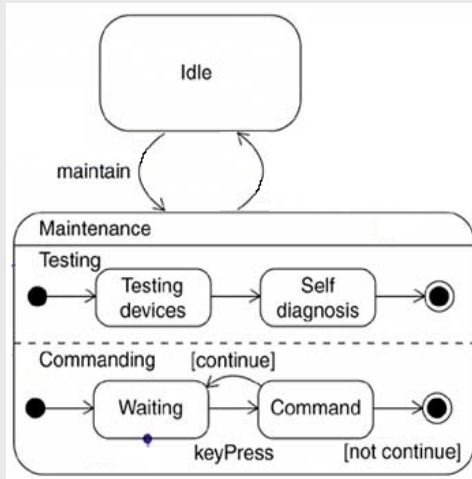 Idle
maintain
Maintenance
Testing
Testing
devices
Self
diagnosis
Commanding
[continue]
Waiting
Command
keyPress
[not continue]